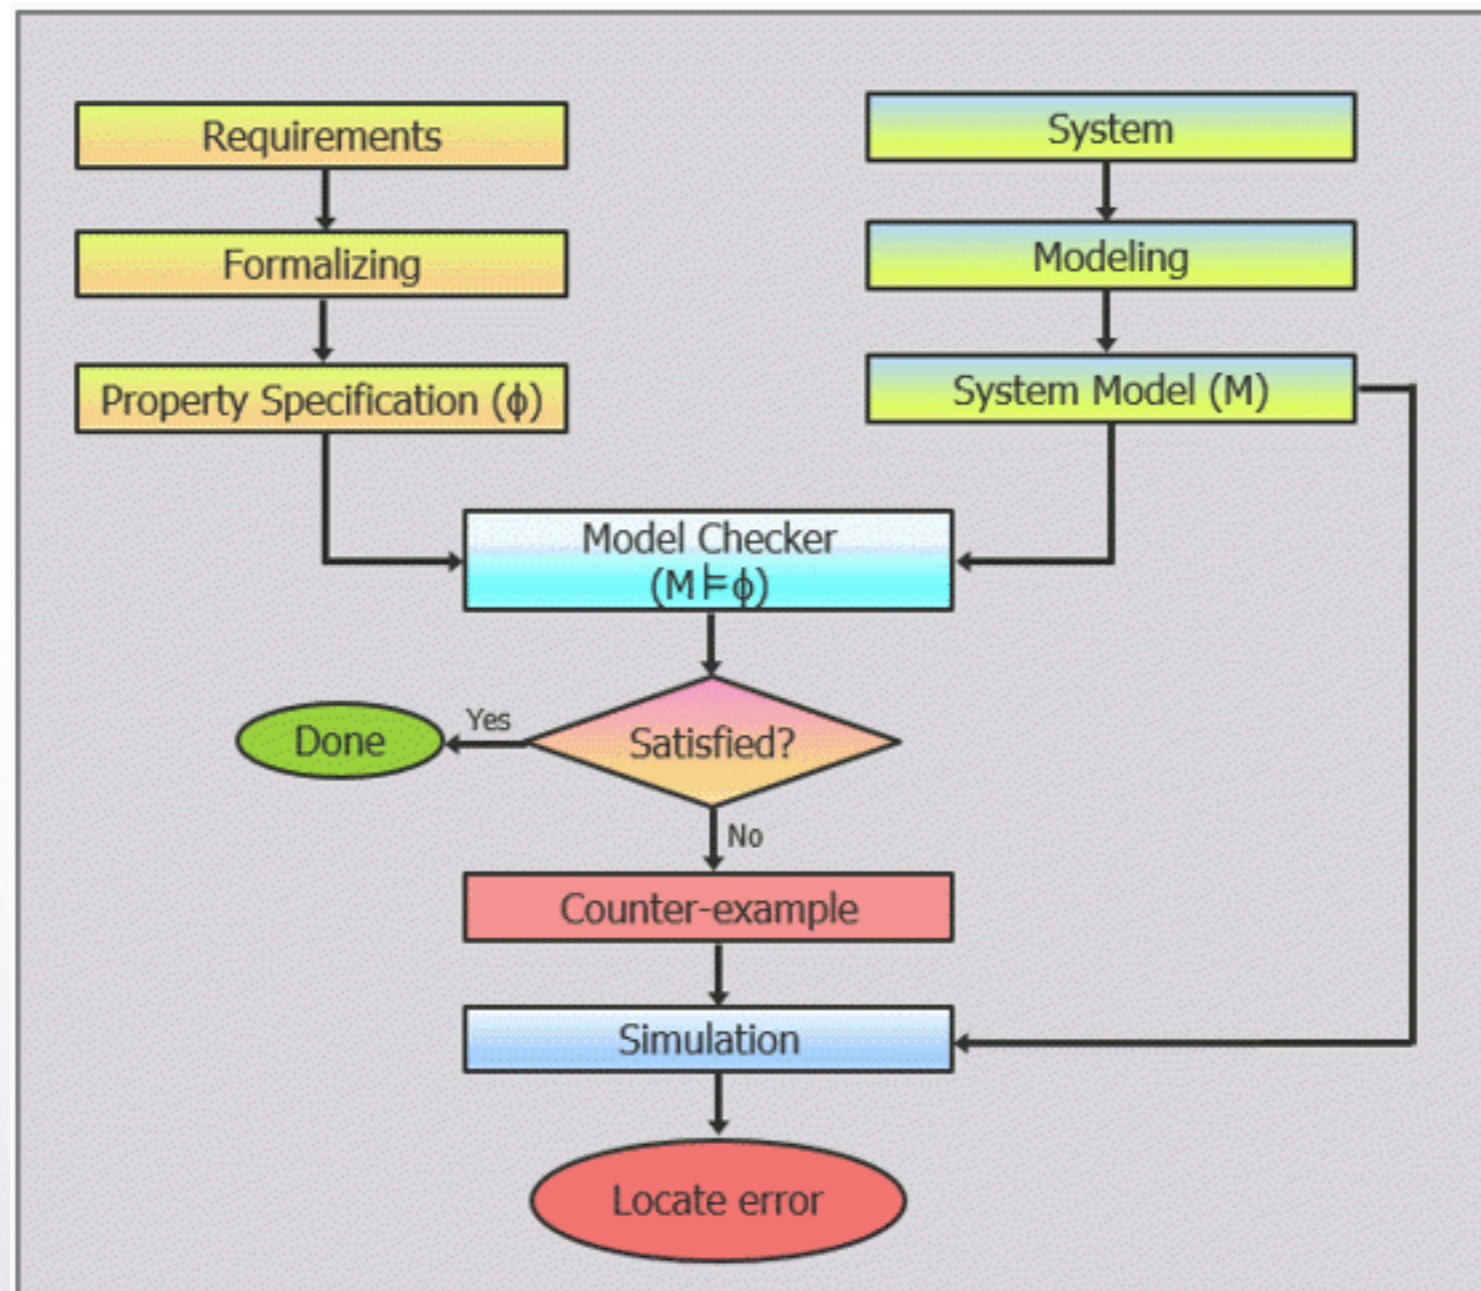 Requirements
System
Formalizing
Modeling
Property Specification (ϕ)
System Model (M)
Model Checker
(M⊨ϕ)
Yes
Done
Satisfied?
No
Counter-example
Simulation
Locate error